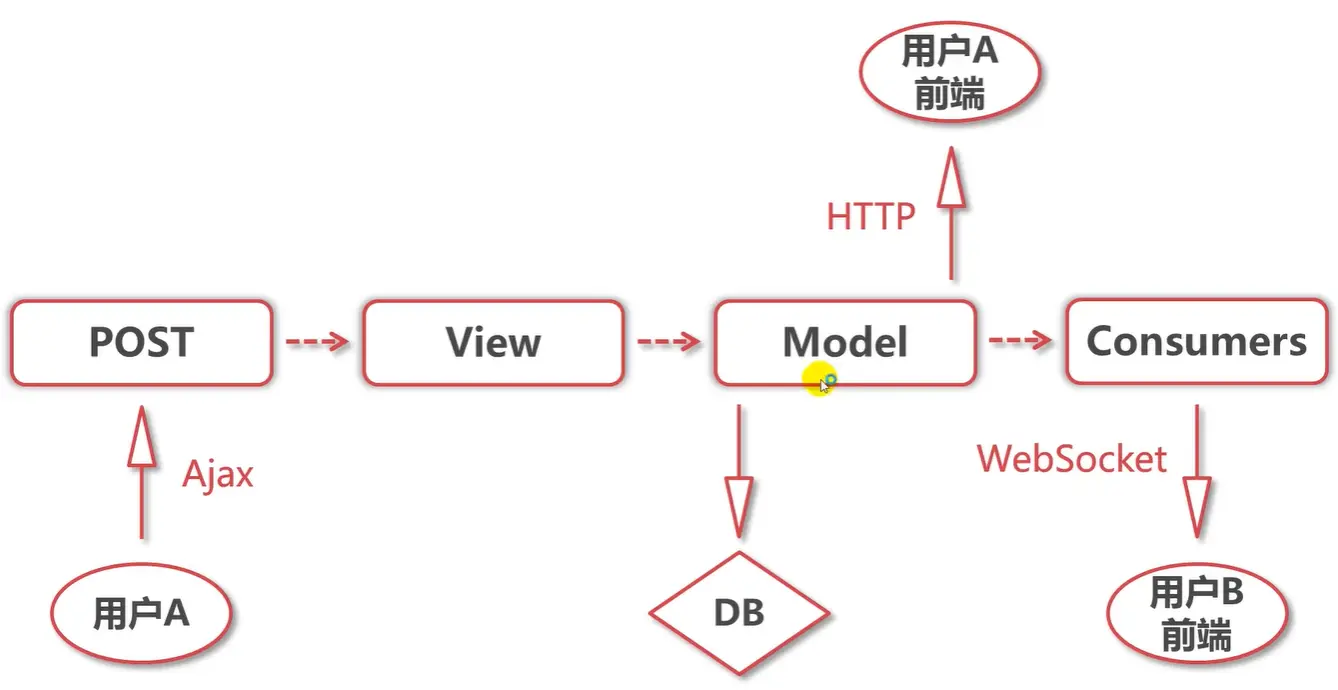 用户A
前端
HTTP
POST
View
Model
Consumers
Ajax
WebSocket
用户A
DB
用户B
前端